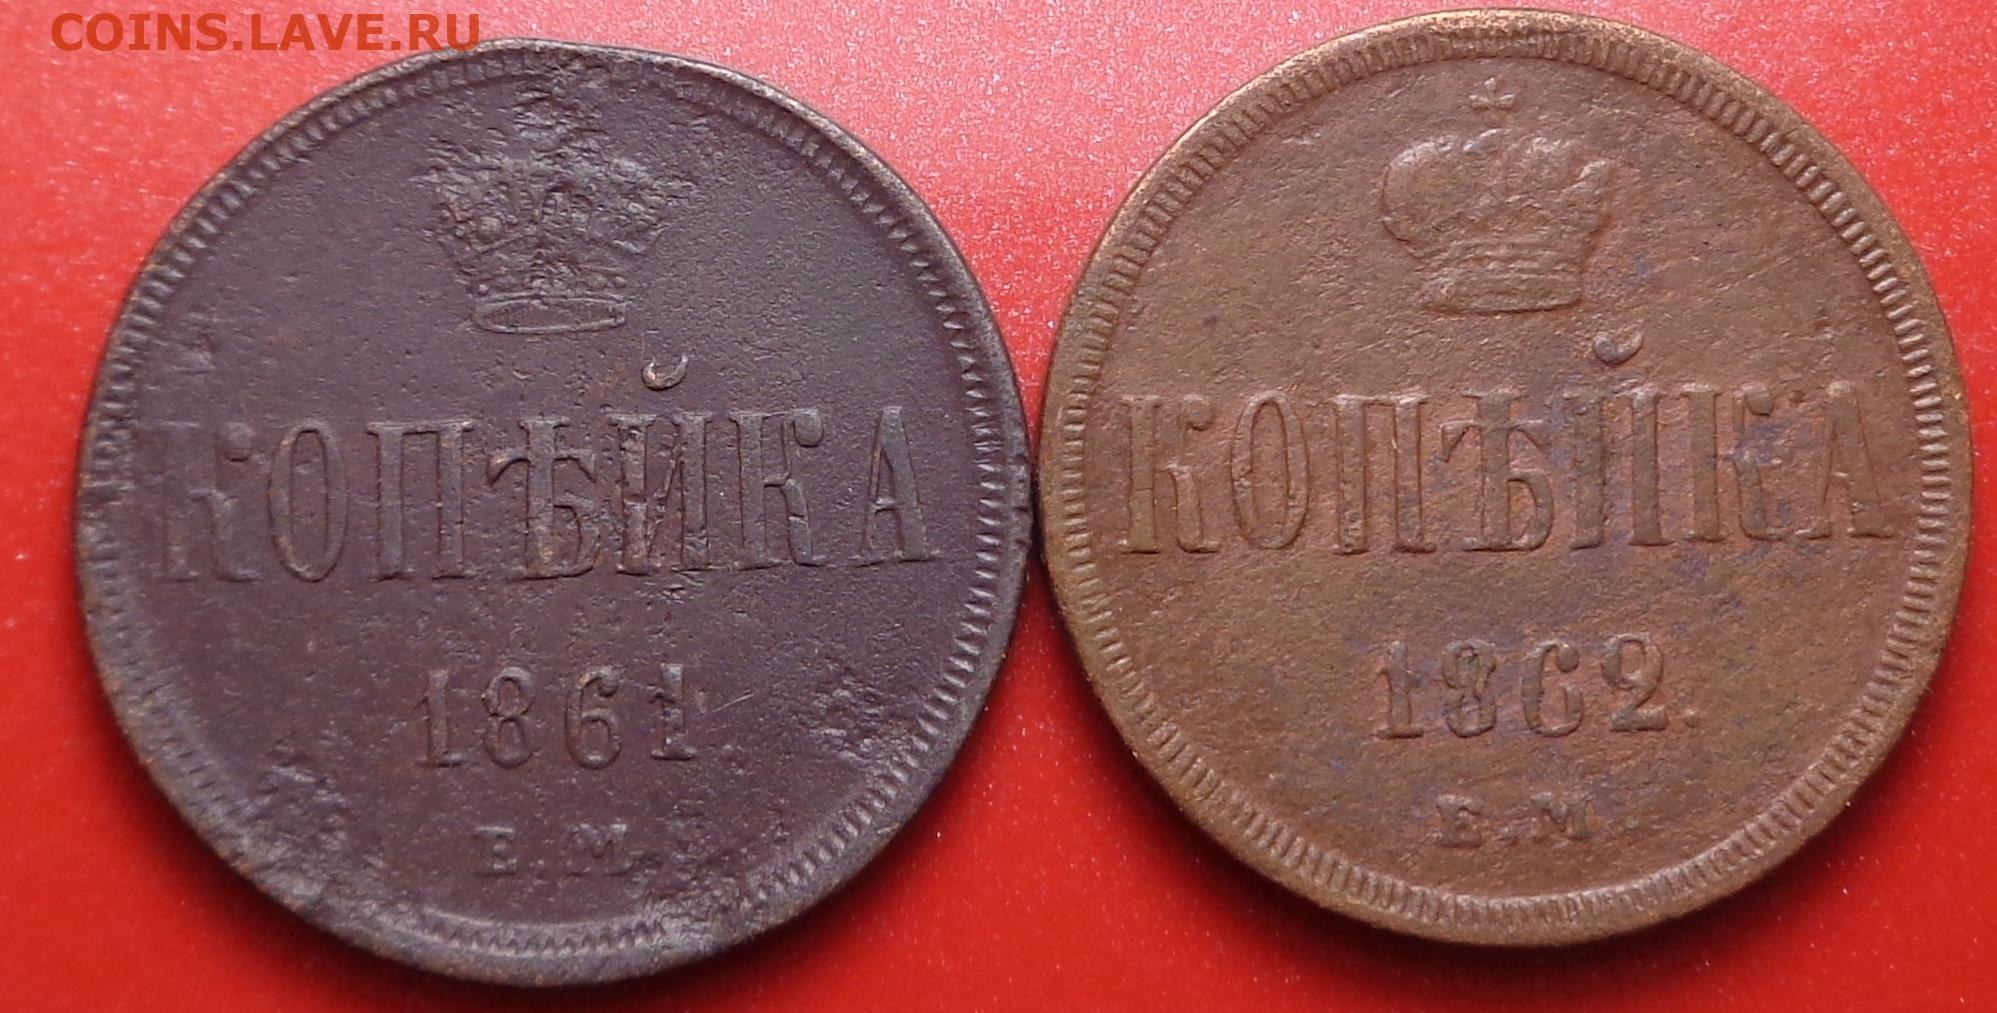 COINS.LAVE.RU
КОПѢЙКА
1861.
Е.М.
КОПѢЙКА
1862.
Е.М.